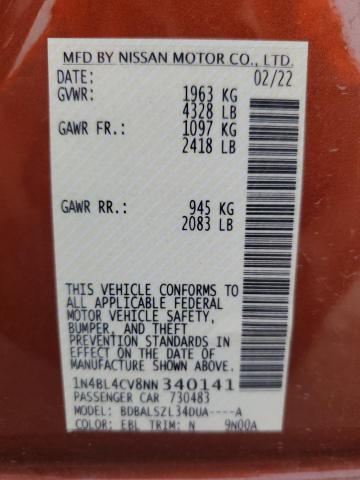 MFD BY NISSAN MOTOR CO., LTD.
DATE: 02/22
GVWR: 1963 KG
4328 LB
GAWR FR.: 1097 KG
2418 LB
GAWR RR.: 945 KG
2083 LB
THIS VEHICLE CONFORMS TO
ALL APPLICABLE FEDERAL
MOTOR VEHICLE SAFETY,
BUMPER, AND THEFT
PREVENTION STANDARDS IN
EFFECT ON THE DATE OF
MANUFACTURE SHOWN ABOVE.
1N4BL4CV8NN340141
PASSENGER CAR 730483
MODEL: BDBALSZL34DUA----A
COLOR: EBL TRIM: N 9N00A